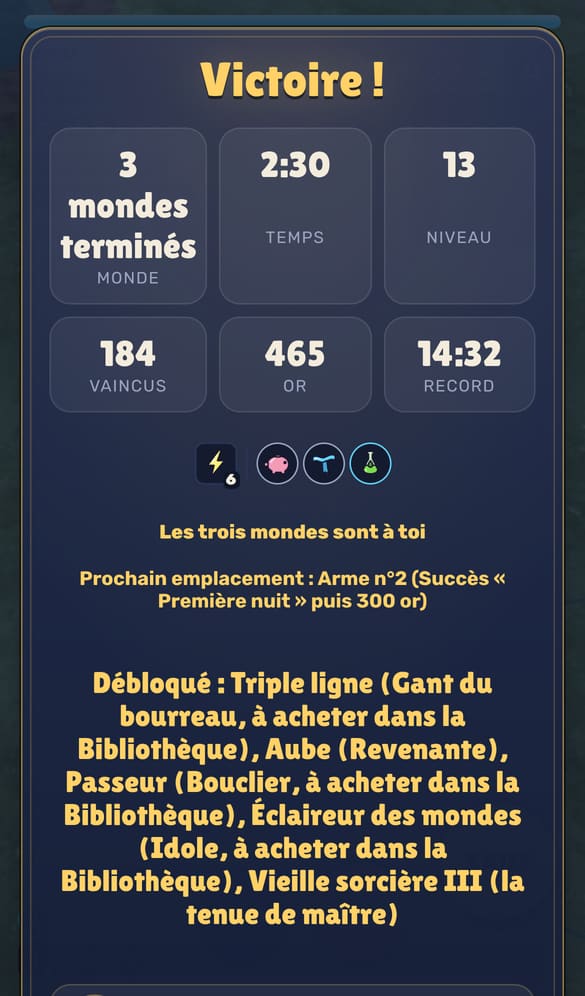 Victoire !
3
mondes
terminés
MONDE
2:30
TEMPS
13
NIVEAU
184
VAINCUS
465
OR
14:32
RECORD
6
Les trois mondes sont à toi
Prochain emplacement : Arme n°2 (Succès «
Première nuit » puis 300 or)
Débloqué : Triple ligne (Gant du
bourreau, à acheter dans la
Bibliothèque), Aube (Revenante),
Passeur (Bouclier, à acheter dans la
Bibliothèque), Éclaireur des mondes
(Idole, à acheter dans la
Bibliothèque), Vieille sorcière III (la
tenue de maître)